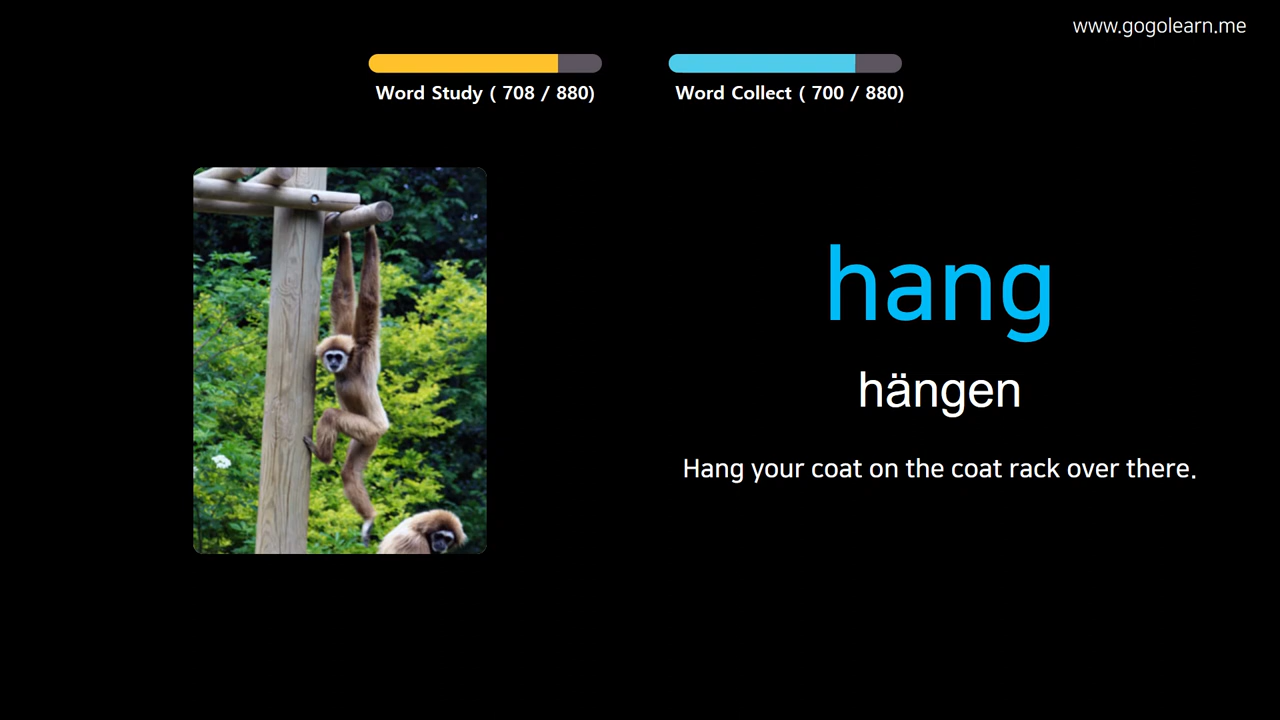 www.gogolearn.me
Word Study ( 708 / 880)
Word Collect ( 700 / 880)
hang
hängen
Hang your coat on the coat rack over there.